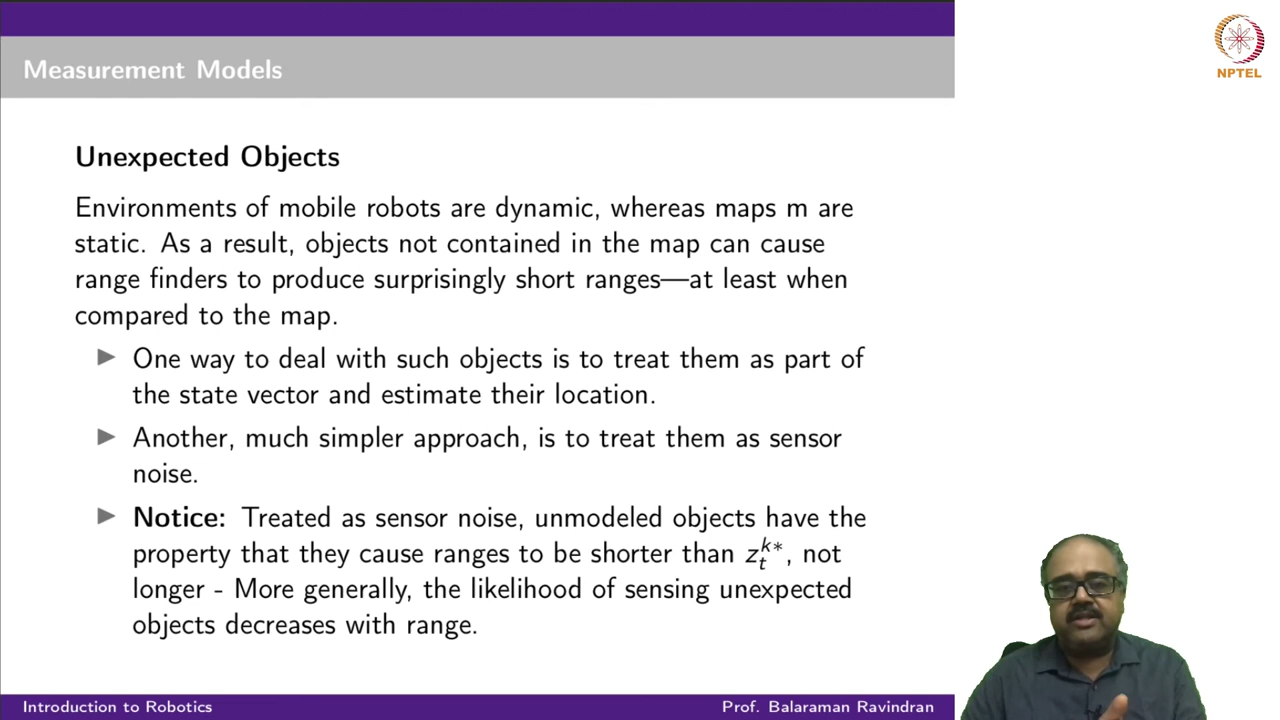 Measurement Models
NPTEL
Unexpected Objects
Environments of mobile robots are dynamic, whereas maps m are
static. As a result, objects not contained in the map can cause
range finders to produce surprisingly short ranges—at least when
compared to the map.
▶ One way to deal with such objects is to treat them as part of
the state vector and estimate their location.
▶ Another, much simpler approach, is to treat them as sensor
noise.
▶ Notice: Treated as sensor noise, unmodeled objects have the
property that they cause ranges to be shorter than $z_t^{k*}$, not
longer - More generally, the likelihood of sensing unexpected
objects decreases with range.
Introduction to Robotics
Prof. Balaraman Ravindran